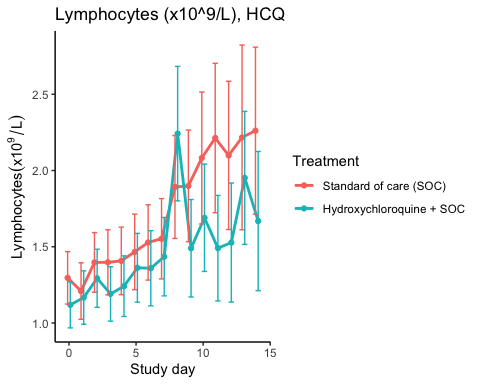 Lymphocytes (x10^9/L), HCQ
Lymphocytes(x10⁹/L)
2.5
2.0
1.5
1.0
0 5 10 15
Study day
Treatment
Standard of care (SOC)
Hydroxychloroquine + SOC